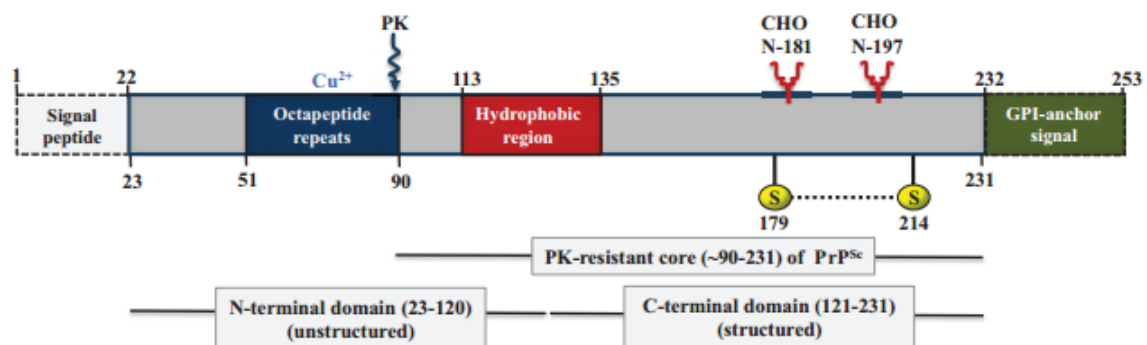 PK
CHO CHO
N-181 N-197
1 22 Cu²⁺ 113 135 232 253
Signal
peptide
Octapeptide
repeats
Hydrophobic
region
GPI-anchor
signal
23 51 90 231
S S
179 214
PK-resistant core (~90-231) of PrPSc
N-terminal domain (23-120)
(unstructured)
C-terminal domain (121-231)
(structured)